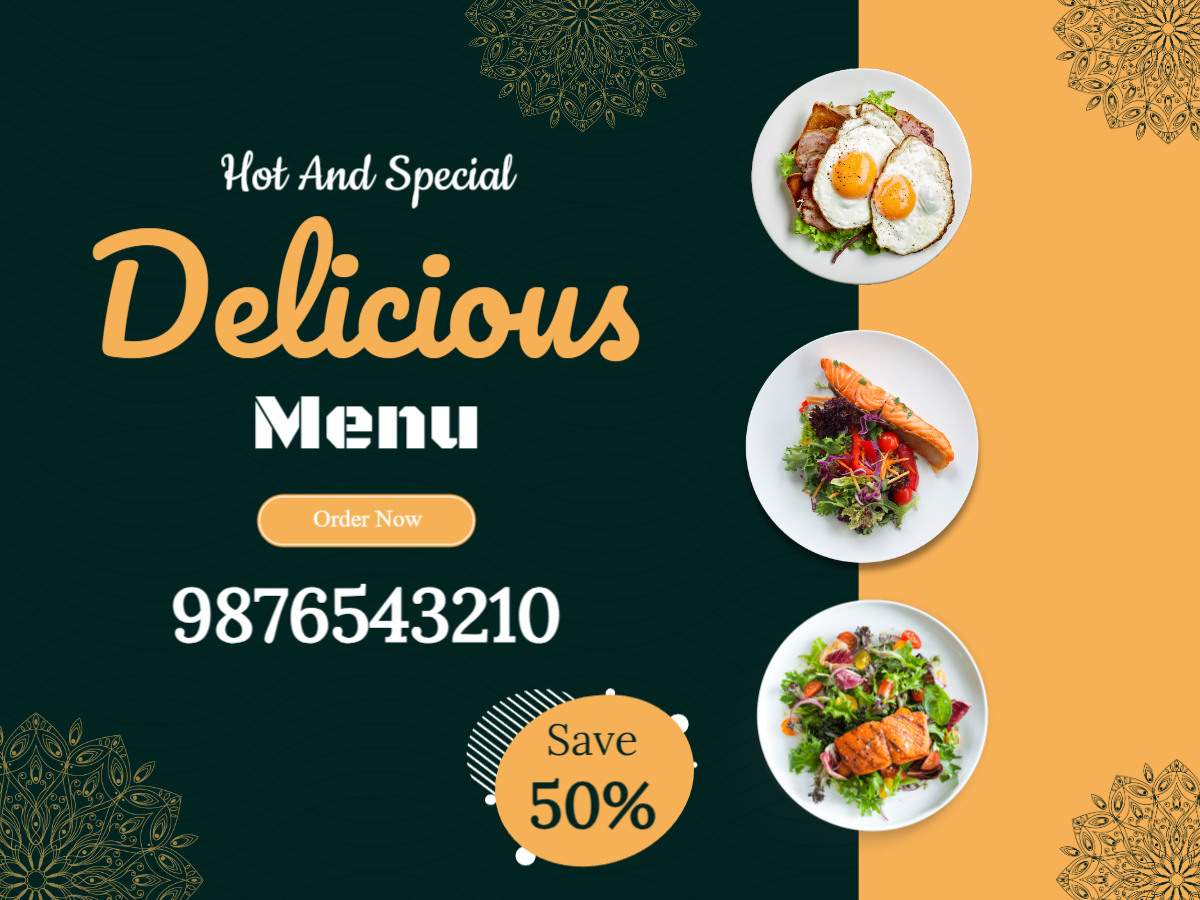 Hot And Special
Delicious
Menu
Order Now
9876543210
Save
50%